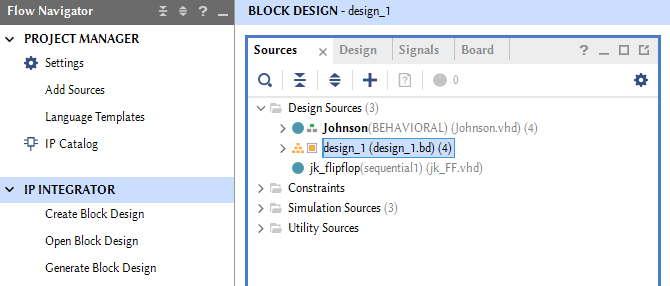 Flow Navigator
PROJECT MANAGER
Settings
Add Sources
Language Templates
IP Catalog
IP INTEGRATOR
Create Block Design
Open Block Design
Generate Block Design
BLOCK DESIGN - design_1
Sources × Design Signals Board
0
Design Sources (3)
Johnson(BEHAVIORAL) (Johnson.vhd) (4)
design_1 (design_1.bd) (4)
jk_flipflop(sequential1) (jk_FF.vhd)
Constraints
Simulation Sources (3)
Utility Sources